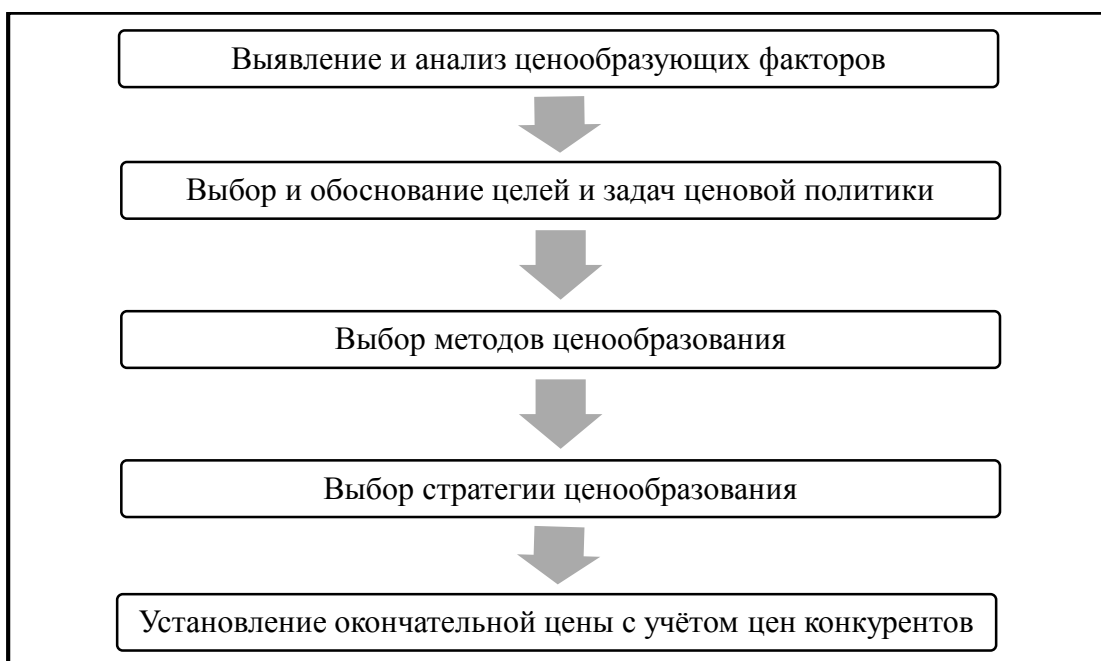 Выявление и анализ ценообразующих факторов
Выбор и обоснование целей и задач ценовой политики
Выбор методов ценообразования
Выбор стратегии ценообразования
Установление окончательной цены с учётом цен конкурентов